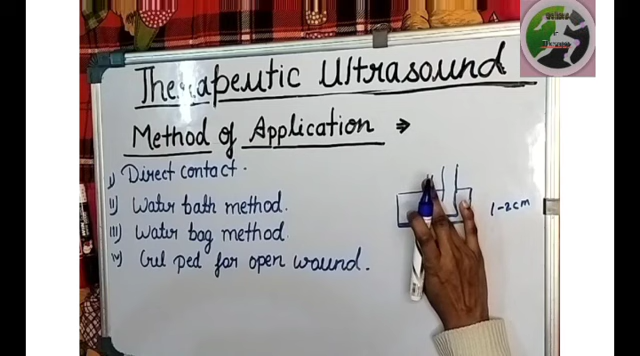 Therapeutic Ultrasound
Method of Application ⇒
i) Direct contact.
ii) Water bath method.
iii) Water bag method.
iv) Gel ped for open wound.
1-2cm